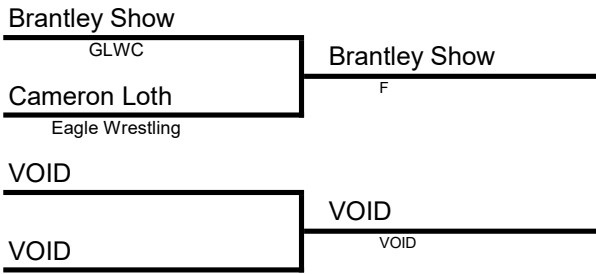 Brantley Show
GLWC
Brantley Show
F
Cameron Loth
Eagle Wrestling
VOID
VOID
VOID
VOID